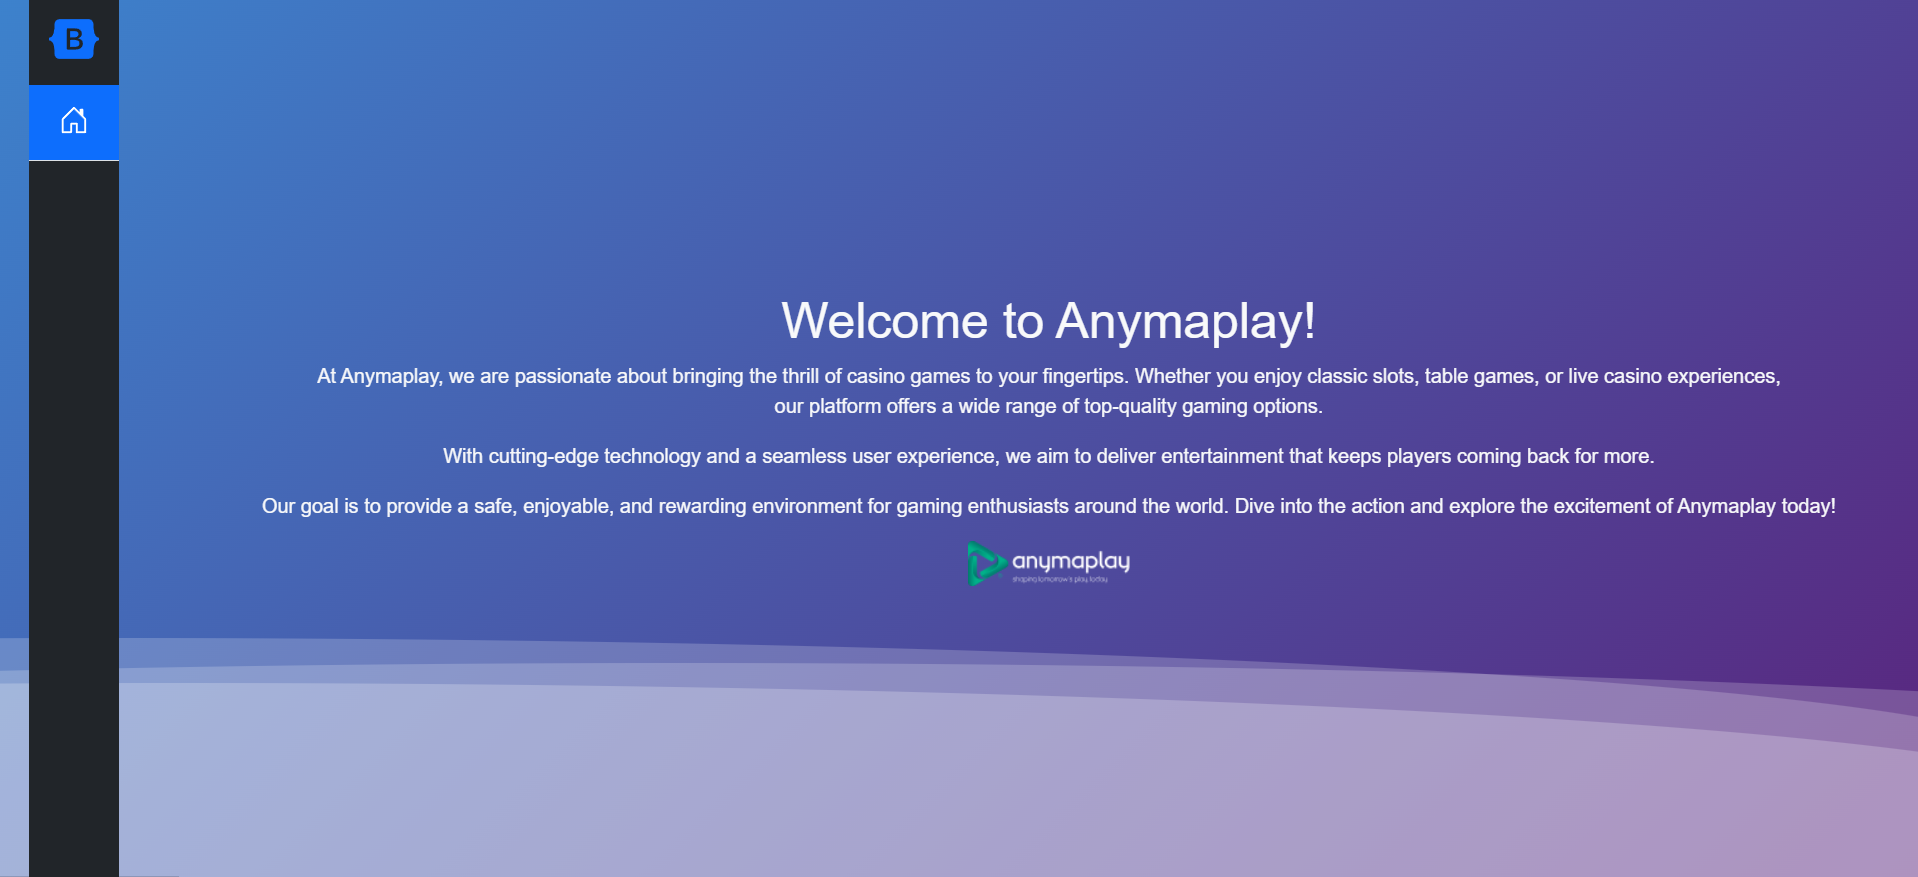 B
Welcome to Anymaplay!
At Anymaplay, we are passionate about bringing the thrill of casino games to your fingertips. Whether you enjoy classic slots, table games, or live casino experiences,
our platform offers a wide range of top-quality gaming options.
With cutting-edge technology and a seamless user experience, we aim to deliver entertainment that keeps players coming back for more.
Our goal is to provide a safe, enjoyable, and rewarding environment for gaming enthusiasts around the world. Dive into the action and explore the excitement of Anymaplay today!
anymaplay
shaping tomorrow's play today